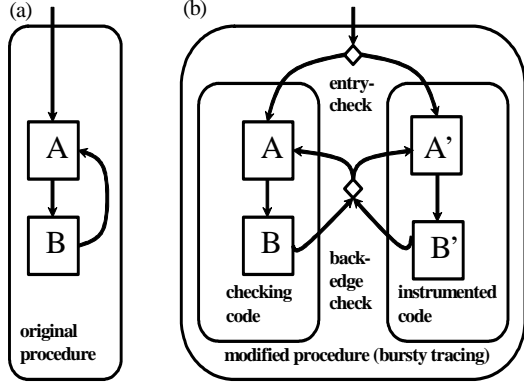 (a)
A
B
original
procedure
(b)
entry-
check
A
A'
B
B'
back-
edge
check
checking
code
instrumented
code
modified procedure (bursty tracing)